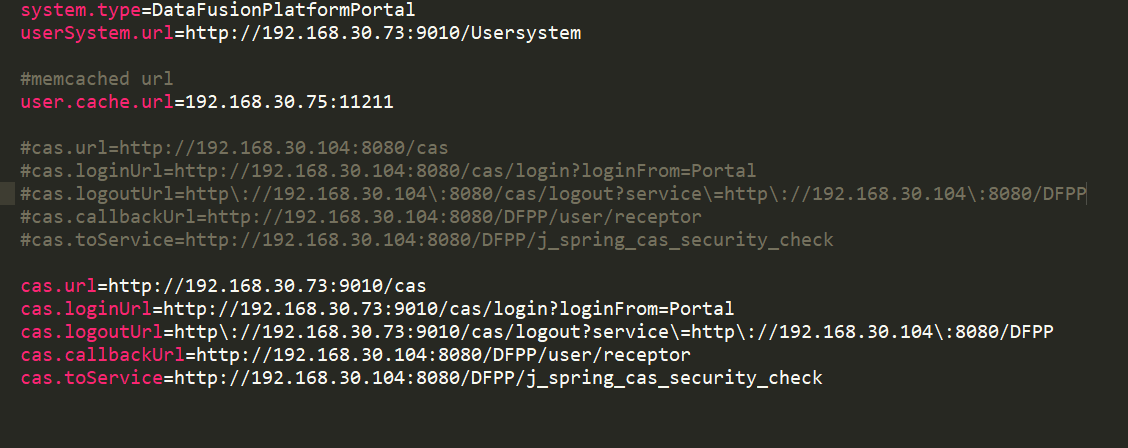 system.type=DataFusionPlatformPortal
userSystem.url=http://192.168.30.73:9010/Usersystem
#memcached url
user.cache.url=192.168.30.75:11211
#cas.url=http://192.168.30.104:8080/cas
#cas.loginUrl=http://192.168.30.104:8080/cas/login?loginFrom=Portal
#cas.logoutUrl=http\://192.168.30.104\:8080/cas/logout?service\=http\://192.168.30.104\:8080/DFPP
#cas.callbackUrl=http://192.168.30.104:8080/DFPP/user/receptor
#cas.toService=http://192.168.30.104:8080/DFPP/j_spring_cas_security_check
cas.url=http://192.168.30.73:9010/cas
cas.loginUrl=http://192.168.30.73:9010/cas/login?loginFrom=Portal
cas.logoutUrl=http\://192.168.30.73:9010/cas/logout?service\=http\://192.168.30.104\:8080/DFPP
cas.callbackUrl=http://192.168.30.104:8080/DFPP/user/receptor
cas.toService=http://192.168.30.104:8080/DFPP/j_spring_cas_security_check